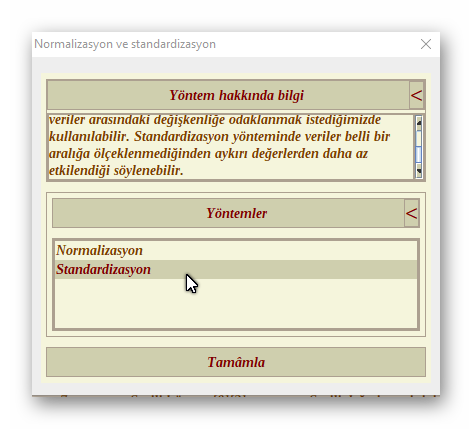 Normalizasyon ve standardizasyon
Yöntem hakkında bilgi <
veriler arasındaki değişkenliğe odaklanmak istediğimizde
kullanılabilir. Standardizasyon yönteminde veriler belli bir
aralığa ölçeklenmediğinden aykırı değerlerden daha az
etkilendiği söylenebilir.
Yöntemler <
Normalizasyon
Standardizasyon
Tamâmla